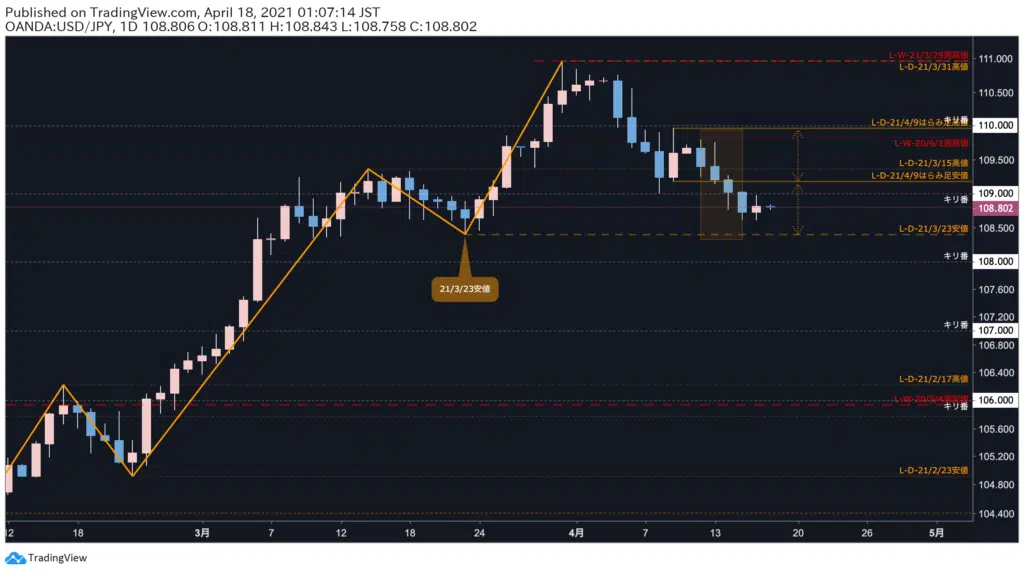 Published on TradingView.com, April 18, 2021 01:07:14 JST
OANDA:USD/JPY, 1D 108.806 O:108.811 H:108.843 L:108.758 C:108.802
L-W-21/3/29週高値
111.000
L-D-21/3/31高値
110.500
キリ番
L-D-21/4/9はらみ足高値
110.000
L-W-20/6/1週高値
109.500
L-D-21/3/15高値
L-D-21/4/9はらみ足安値
109.000
キリ番
108.802
108.500
L-D-21/3/23安値
キリ番
108.000
21/3/23安値
107.600
107.200
キリ番
107.000
106.800
106.400
L-D-21/2/17高値
106.000
L-W-20/5/4週安値
キリ番
105.600
105.200
L-D-21/2/23安値
104.800
104.400
12 18 3月 7 12 18 24 4月 7 13 20 26 5月
TradingView